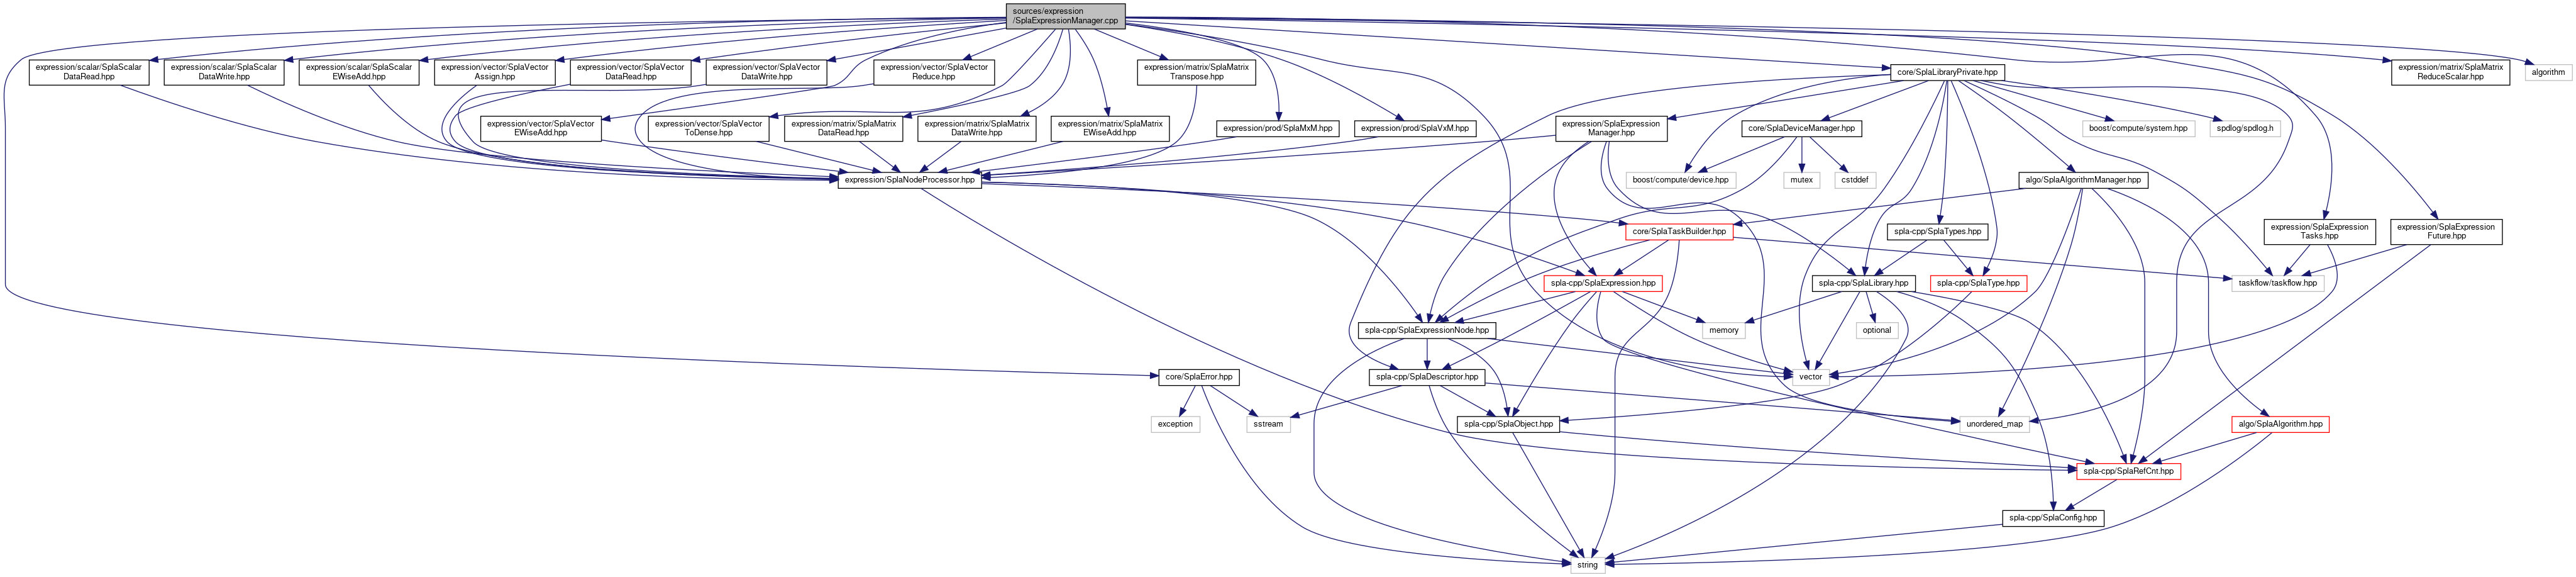 sources/expression
/SplaExpressionManager.cpp
expression/scalar/SplaScalar
DataRead.hpp
expression/scalar/SplaScalar
DataWrite.hpp
expression/scalar/SplaScalar
EWiseAdd.hpp
expression/vector/SplaVector
Assign.hpp
expression/vector/SplaVector
DataRead.hpp
expression/vector/SplaVector
DataWrite.hpp
expression/vector/SplaVector
Reduce.hpp
expression/matrix/SplaMatrix
Transpose.hpp
core/SplaLibraryPrivate.hpp
expression/matrix/SplaMatrix
ReduceScalar.hpp
algorithm
expression/vector/SplaVector
EWiseAdd.hpp
expression/vector/SplaVector
ToDense.hpp
expression/matrix/SplaMatrix
DataRead.hpp
expression/matrix/SplaMatrix
DataWrite.hpp
expression/matrix/SplaMatrix
EWiseAdd.hpp
expression/prod/SplaMxM.hpp
expression/prod/SplaVxM.hpp
expression/SplaExpression
Manager.hpp
core/SplaDeviceManager.hpp
boost/compute/system.hpp
spdlog/spdlog.h
expression/SplaNodeProcessor.hpp
boost/compute/device.hpp
mutex
cstddef
algo/SplaAlgorithmManager.hpp
core/SplaTaskBuilder.hpp
spla-cpp/SplaTypes.hpp
expression/SplaExpression
Tasks.hpp
expression/SplaExpression
Future.hpp
spla-cpp/SplaExpression.hpp
spla-cpp/SplaLibrary.hpp
spla-cpp/SplaType.hpp
taskflow/taskflow.hpp
spla-cpp/SplaExpressionNode.hpp
memory
optional
core/SplaError.hpp
spla-cpp/SplaDescriptor.hpp
vector
exception
sstream
spla-cpp/SplaObject.hpp
unordered_map
algo/SplaAlgorithm.hpp
spla-cpp/SplaRefCnt.hpp
spla-cpp/SplaConfig.hpp
string